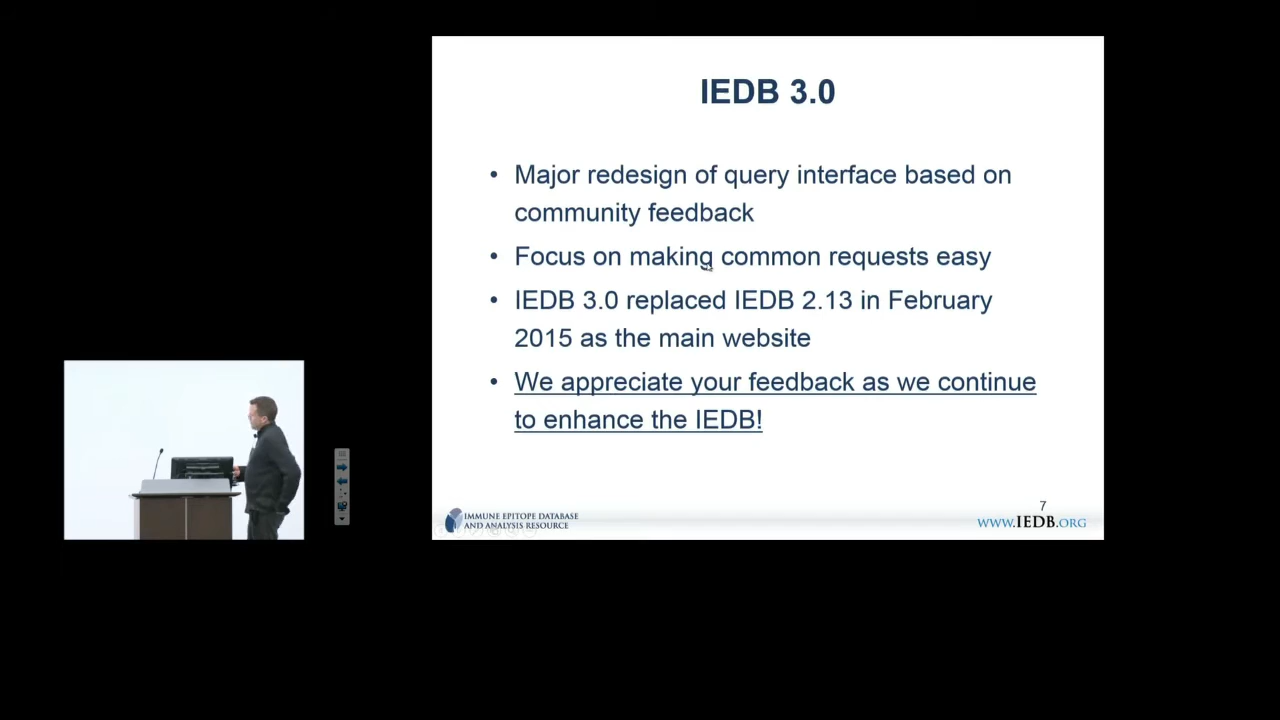 IEDB 3.0
• Major redesign of query interface based on
community feedback
• Focus on making common requests easy
• IEDB 3.0 replaced IEDB 2.13 in February
2015 as the main website
• We appreciate your feedback as we continue
to enhance the IEDB!
IMMUNE EPITOPE DATABASE
AND ANALYSIS RESOURCE
7
WWW.IEDB.ORG